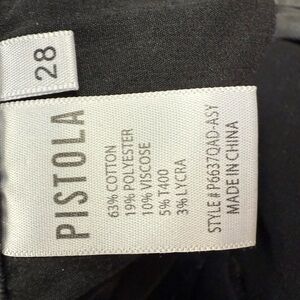 28
PISTOLA
63% COTTON
19% POLYESTER
10% VISCOSE
5% T400
3% LYCRA
STYLE # P6637QAD-ASY
MADE IN CHINA